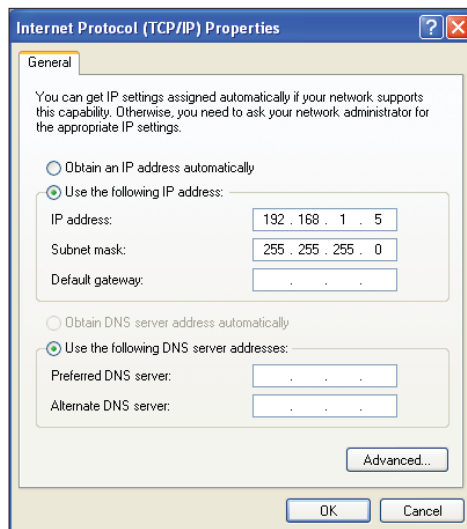 Internet Protocol (TCP/IP) Properties
General
You can get IP settings assigned automatically if your network supports
this capability. Otherwise, you need to ask your network administrator for
the appropriate IP settings.
Obtain an IP address automatically
Use the following IP address:
IP address: 192 . 168 . 1 . 5
Subnet mask: 255 . 255 . 255 . 0
Default gateway: . . .
Obtain DNS server address automatically
Use the following DNS server addresses:
Preferred DNS server: . . .
Alternate DNS server: . . .
Advanced...
OK Cancel